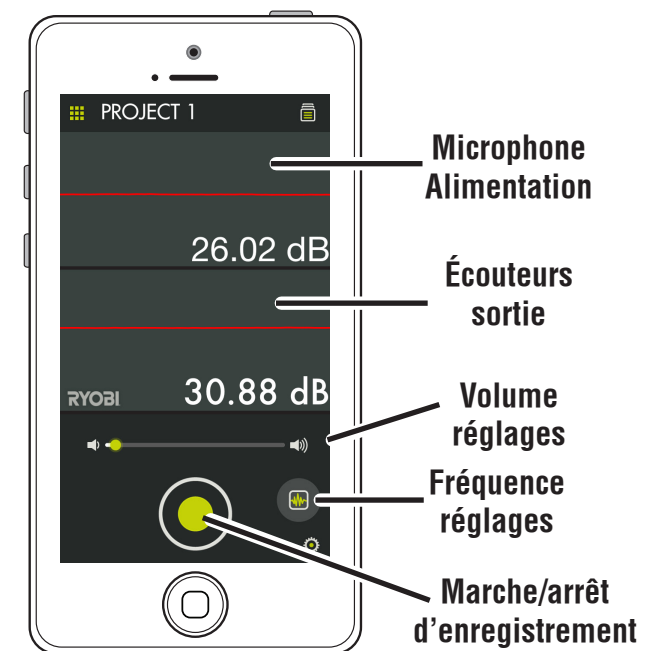 PROJECT 1
Microphone
Alimentation
26.02 dB
Écouteurs
sortie
RYOBI
30.88 dB
Volume
réglages
Fréquence
réglages
Marche/arrêt
d’enregistrement